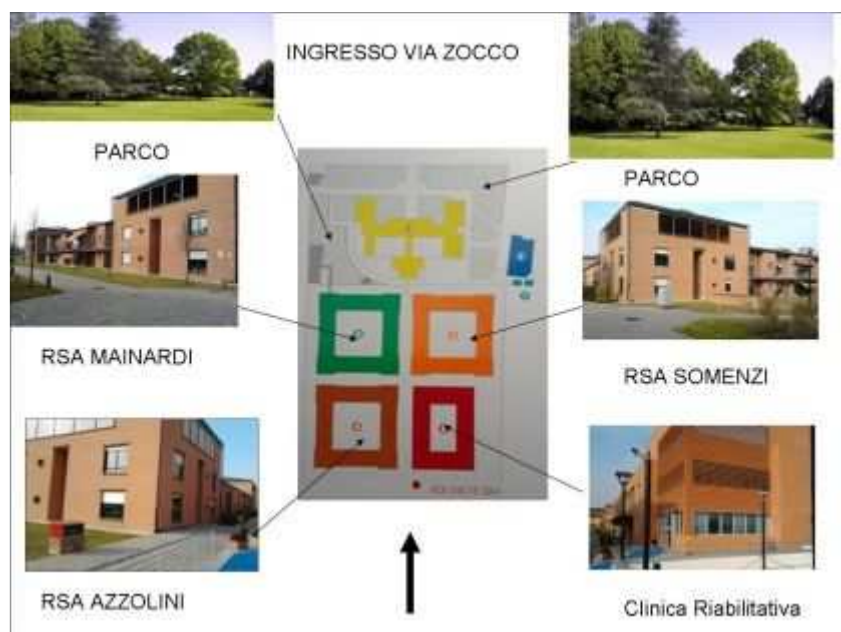 INGRESSO VIA ZOCCO
PARCO
PARCO
RSA MAINARDI
RSA SOMENZI
RSA AZZOLINI
Clinica Riabilitativa